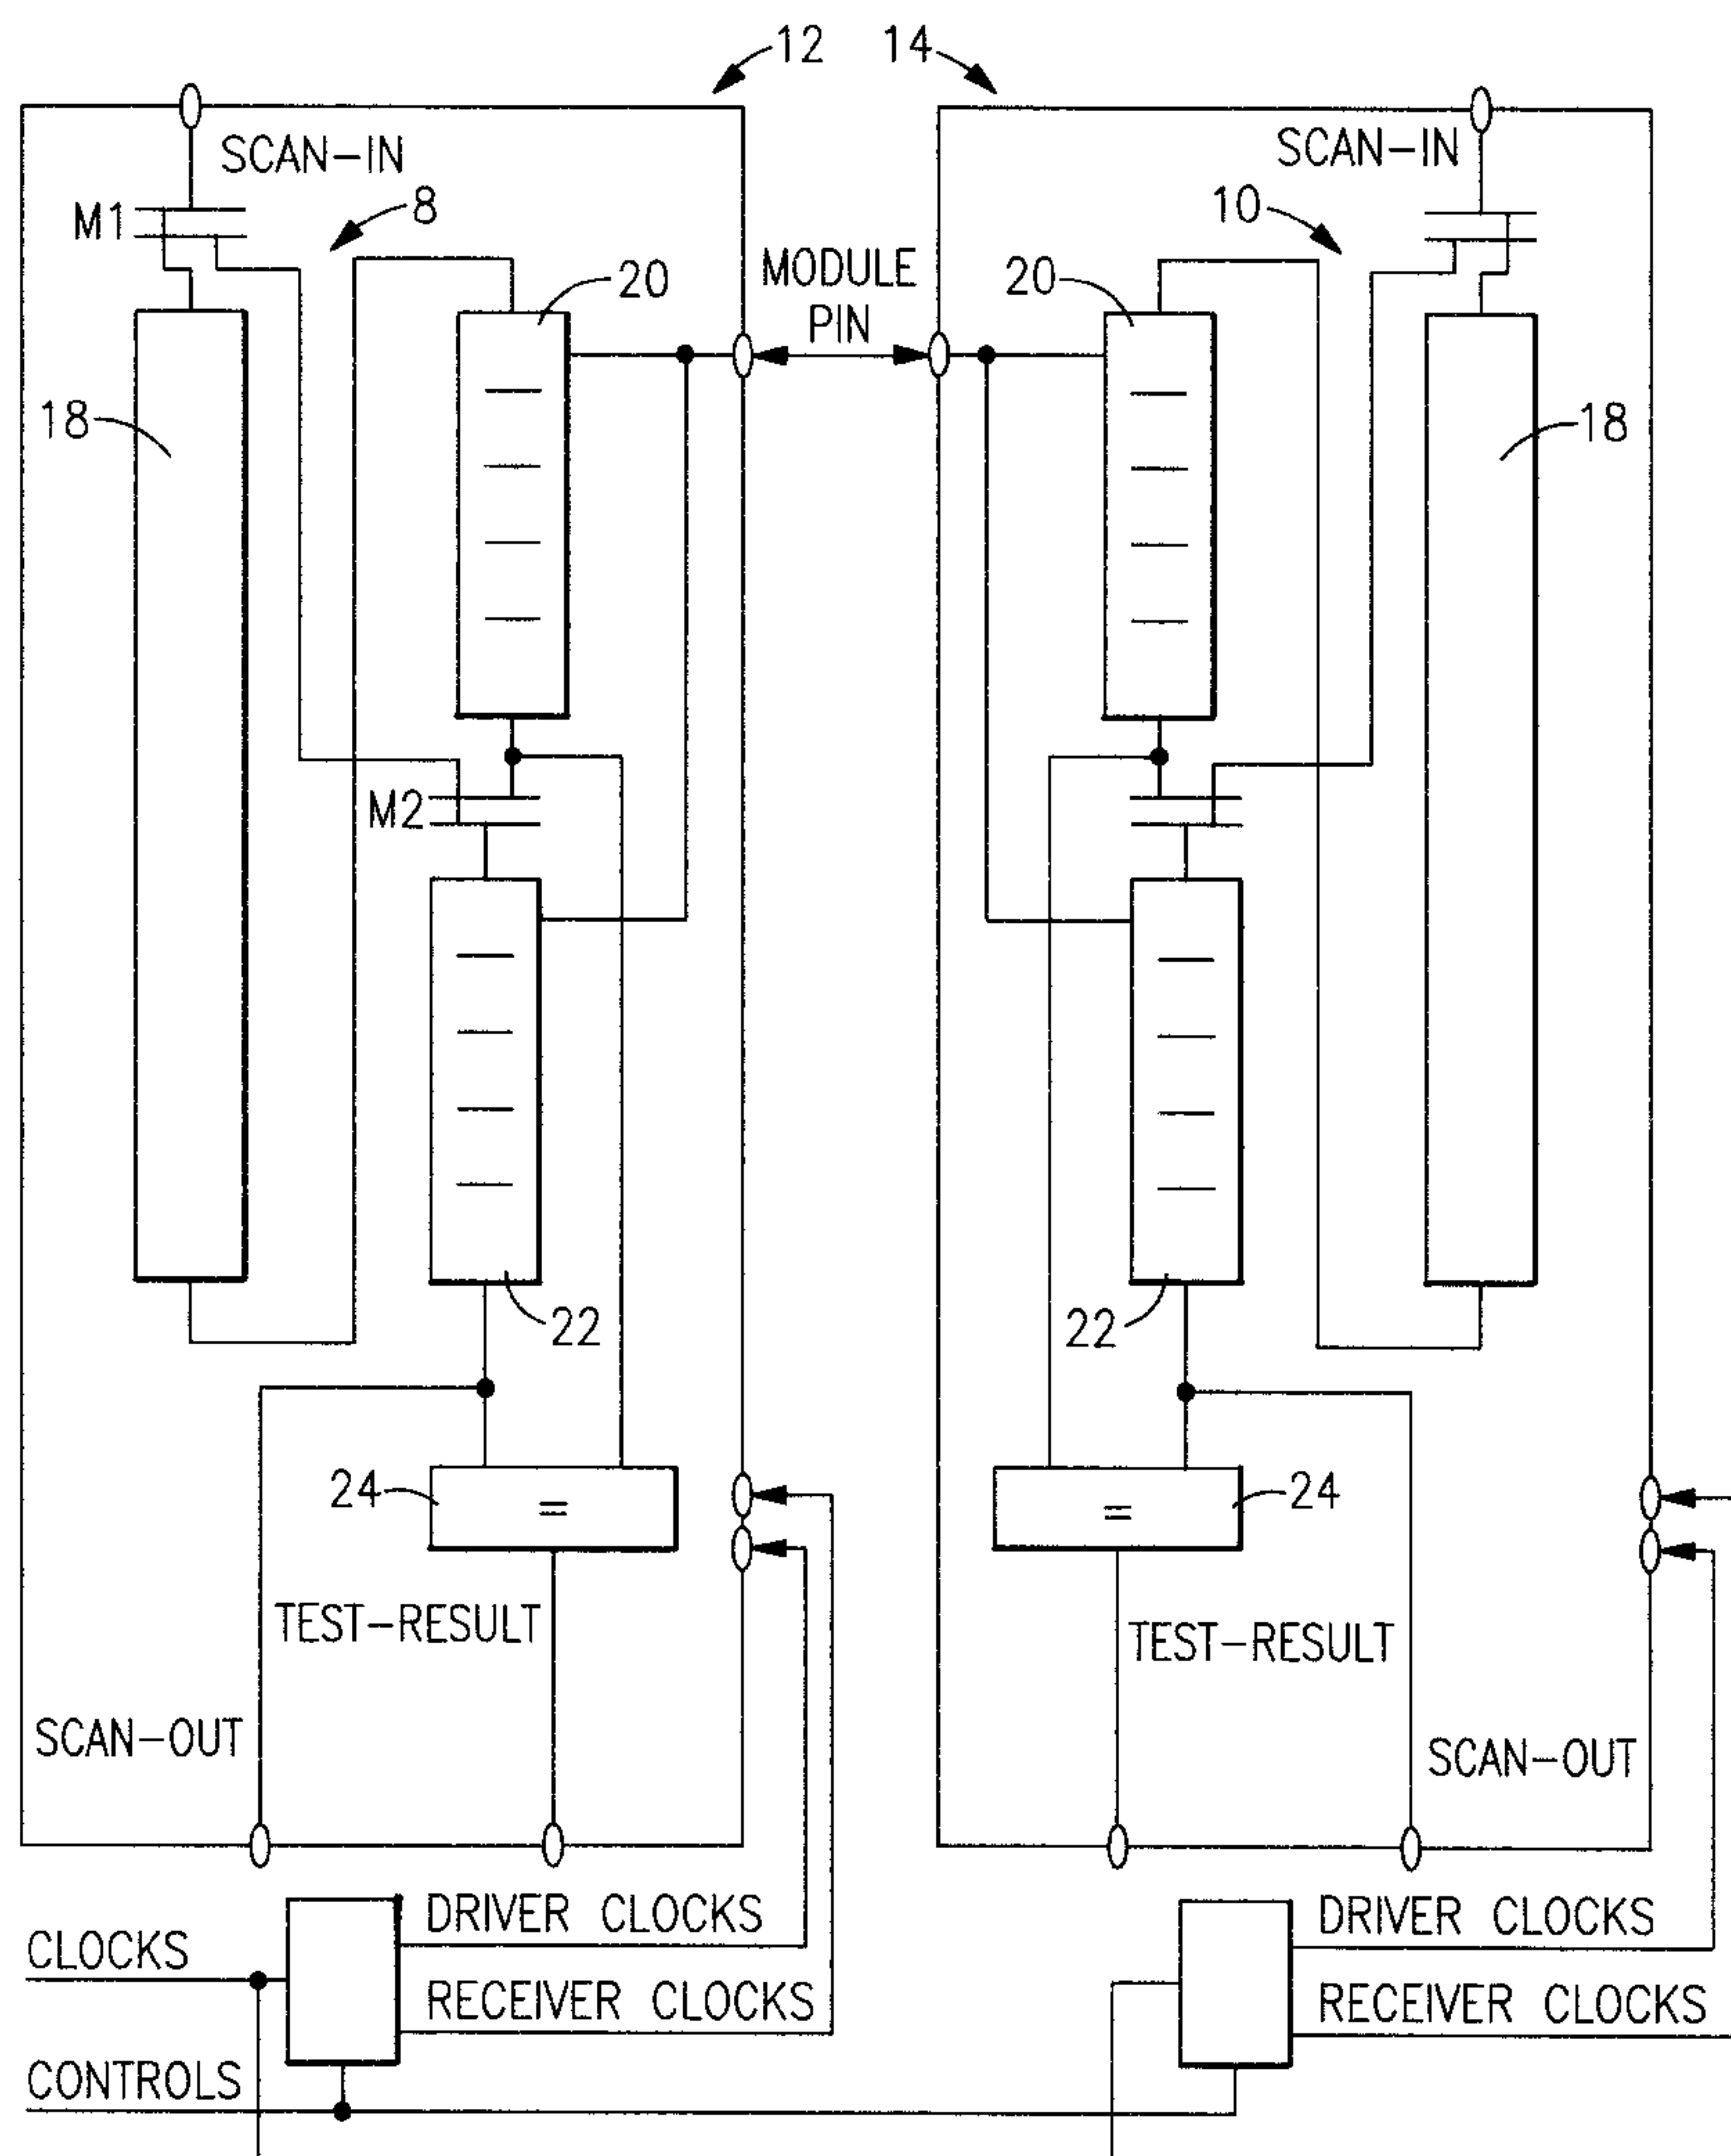 12 14
SCAN-IN
SCAN-IN
M1
8
10
20
MODULE
PIN
20
18
18
M2
22
22
24
=
=
24
TEST-RESULT
TEST-RESULT
SCAN-OUT
SCAN-OUT
DRIVER CLOCKS
DRIVER CLOCKS
CLOCKS
RECEIVER CLOCKS
RECEIVER CLOCKS
CONTROLS